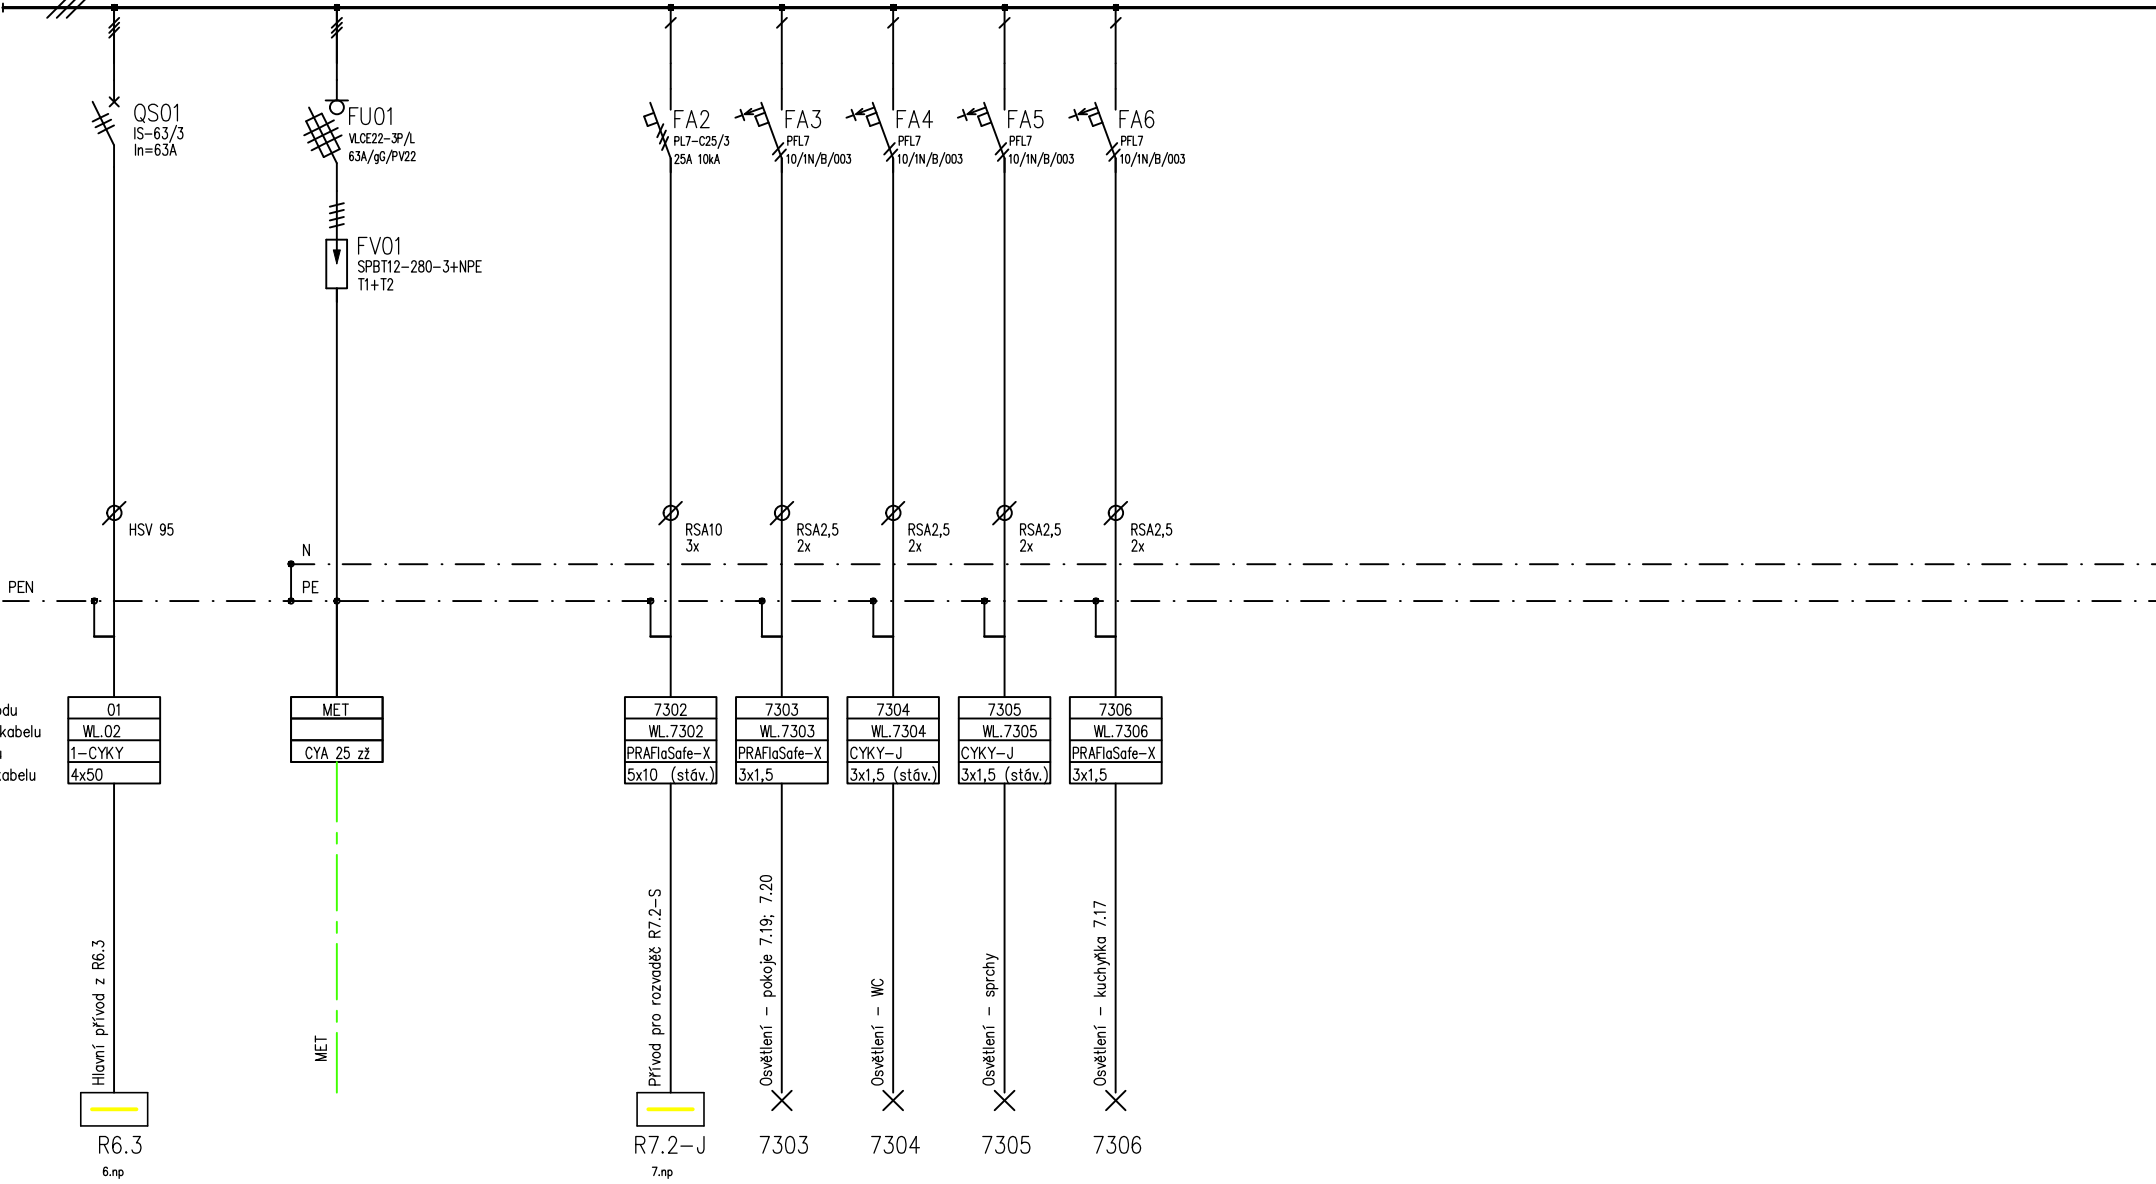 QS01
IS-63/3
In=63A
FU01
VLCE22-3P/L
63A/gG/PV22
FV01
SPBT12-280-3+NPE
T1+T2
FA2
PL7-C25/3
25A 10kA
FA3
PFL7
10/1N/B/003
FA4
PFL7
10/1N/B/003
FA5
PFL7
10/1N/B/003
FA6
PFL7
10/1N/B/003
HSV 95
RSA10
3x
RSA2,5
2x
RSA2,5
2x
RSA2,5
2x
RSA2,5
2x
N
PEN
PE
kabelu
01
WL.02
1-CYKY
4x50
MET
CYA 25 zž
7302
WL.7302
PRAFlaSafe-X
5x10 (stáv.)
7303
WL.7303
PRAFlaSafe-X
3x1,5
7304
WL.7304
CYKY-J
3x1,5 (stáv.)
7305
WL.7305
CYKY-J
3x1,5 (stáv.)
7306
WL.7306
PRAFlaSafe-X
3x1,5
Hlavní přívod z R6.3
MET
Přívod pro rozvaděč R7.2-S
Osvětlení - pokoje 7.19; 7.20
Osvětlení - WC
Osvětlení - sprchy
Osvětlení - kuchyňka 7.17
R6.3
6.np
R7.2-J
7.np
7303
7304
7305
7306